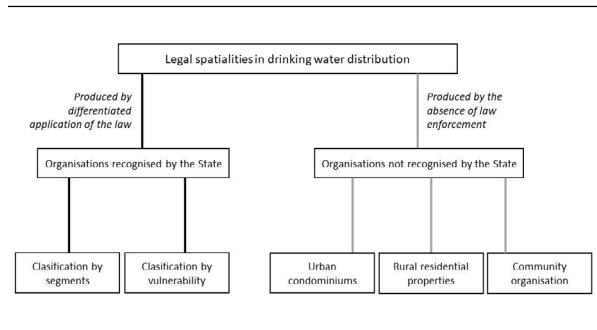 Legal spatialities in drinking water distribution
Produced by
differentiated
application of the law
Produced by the
absence of law
enforcement
Organisations recognised by the State
Organisations not recognised by the State
Clasification by
segments
Clasification by
vulnerability
Urban
condominiums
Rural residential
properties
Community
organisation